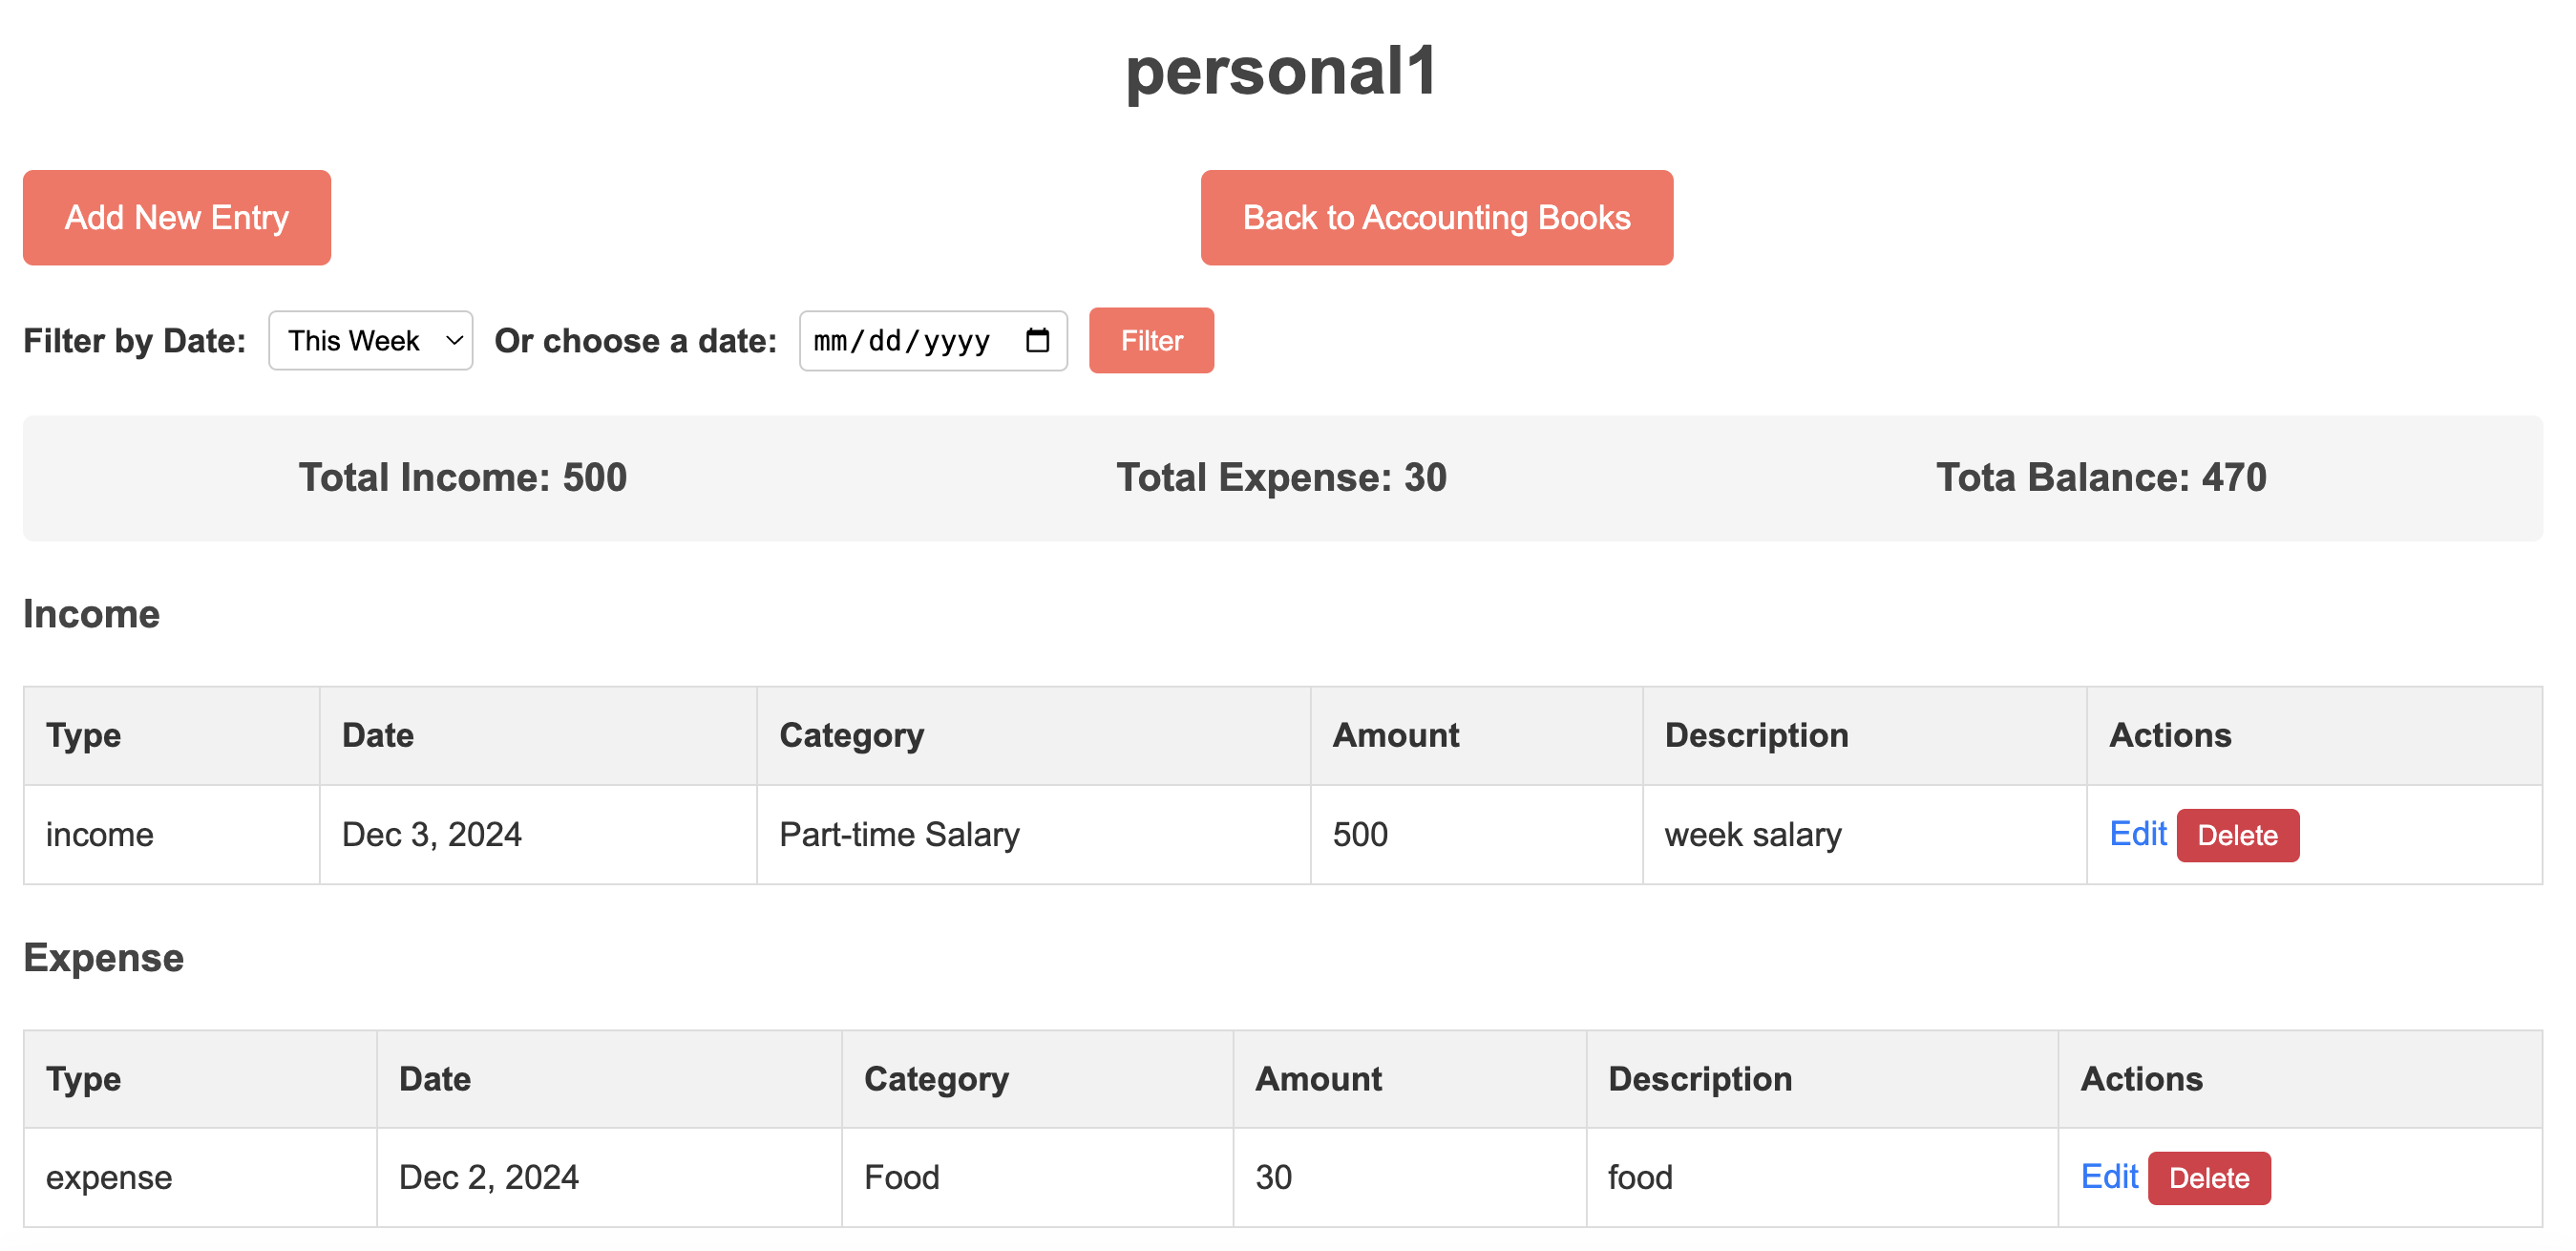 personal1
Add New Entry Back to Accounting Books
Filter by Date: This Week Or choose a date: mm/dd/yyyy Filter
Total Income: 500 Total Expense: 30 Tota Balance: 470
Income
Type Date Category Amount Description Actions
income Dec 3, 2024 Part-time Salary 500 week salary Edit Delete
Expense
Type Date Category Amount Description Actions
expense Dec 2, 2024 Food 30 food Edit Delete